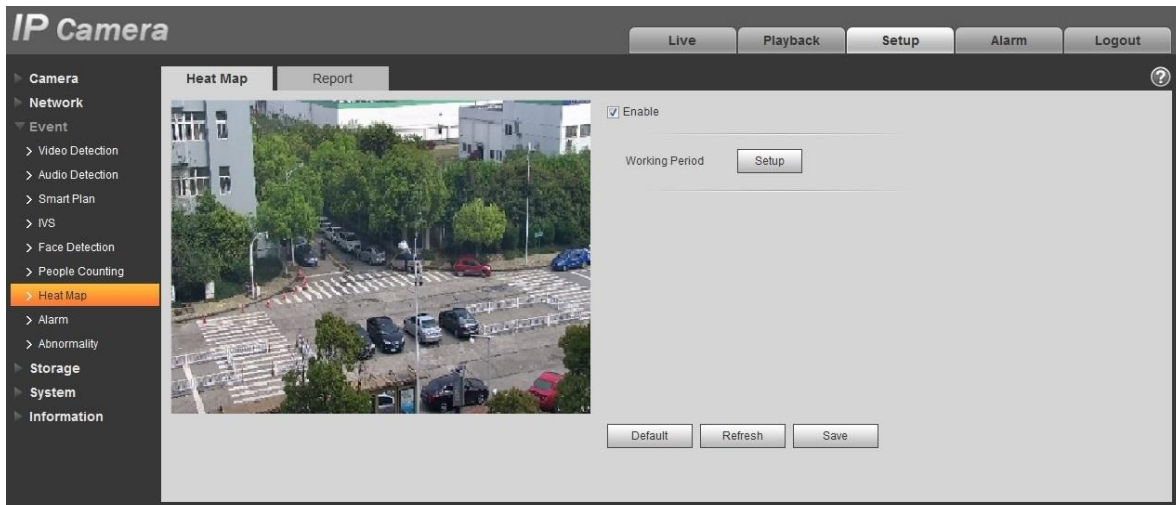 IP Camera
Live
Playback
Setup
Alarm
Logout
Camera
Network
Event
> Video Detection
> Audio Detection
> Smart Plan
> IVS
> Face Detection
> People Counting
> Heat Map
> Alarm
> Abnormality
Storage
System
Information
Heat Map
Report
?
Enable
Working Period
Setup
Default
Refresh
Save